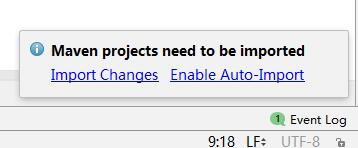 Maven projects need to be imported
Import Changes Enable Auto-Import
1 Event Log
9:18 LF UTF-8